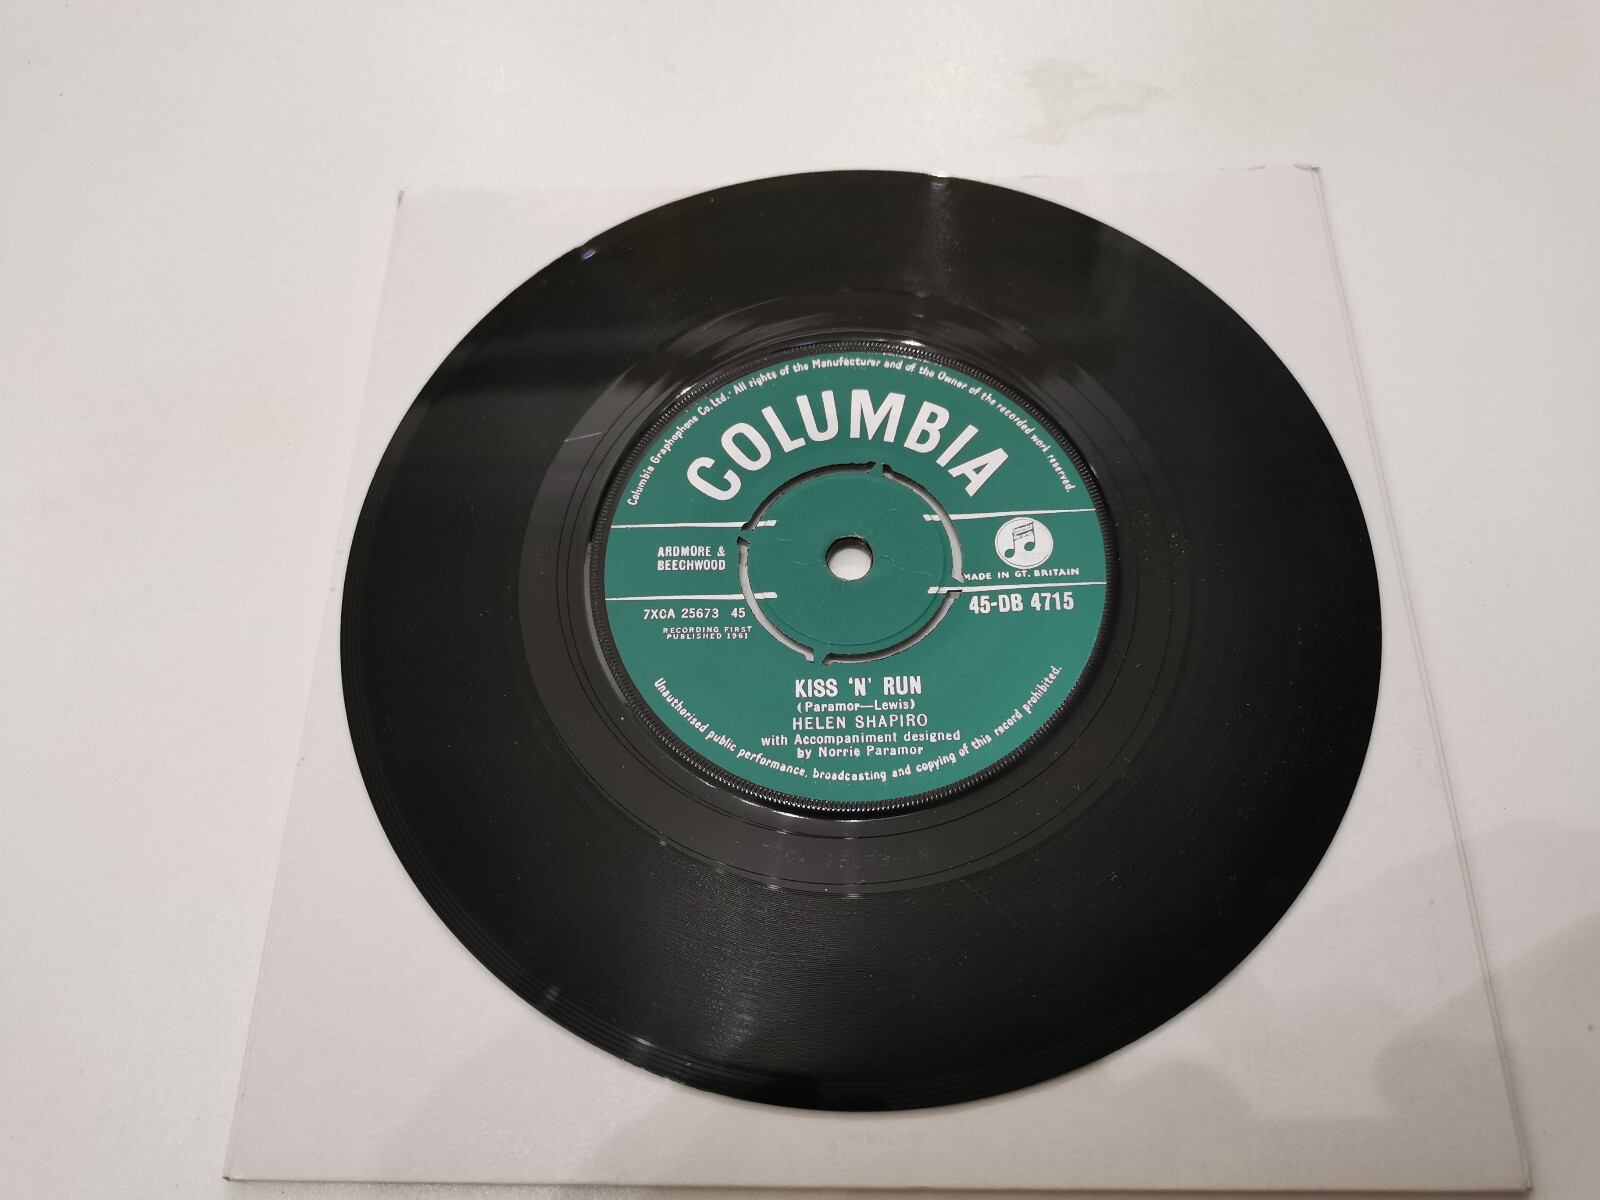 Columbia Graphophone Co. Ltd. · All rights of the Manufacturer and of the Owner of the recorded work reserved.
COLUMBIA
ARDMORE &
BEECHWOOD
MADE IN GT. BRITAIN
7XCA 25673 45
45-DB 4715
RECORDING FIRST
PUBLISHED 1961
KISS 'N' RUN
(Paramor—Lewis)
HELEN SHAPIRO
with Accompaniment designed
by Norrie Paramor
Unauthorised public performance, broadcasting and copying of this record prohibited.